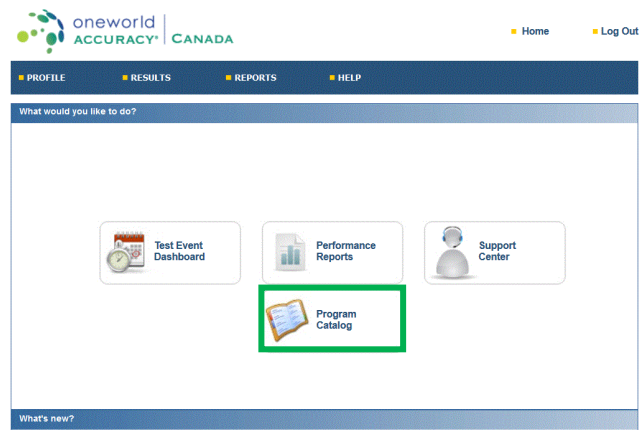 oneworld
ACCURACY® CANADA
Home
Log Out
PROFILE
RESULTS
REPORTS
HELP
What would you like to do?
Test Event
Dashboard
Performance
Reports
Support
Center
Program
Catalog
What's new?